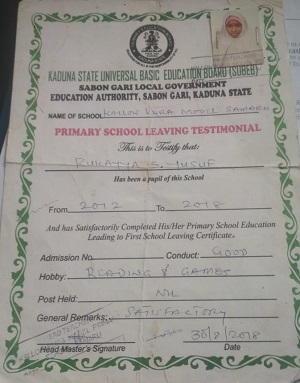 KADUNA STATE UNIVERSAL BASIC EDUCATION BOARD (SUBEB)
SABON GARI LOCAL GOVERNMENT
EDUCATION AUTHORITY, SABON GARI, KADUNA STATE
NAME OF SCHOOL MODEL
PRIMARY SCHOOL LEAVING TESTIMONIAL
This is to Testify that:
S. YUSUF
Has been a pupil of this School
From 2012 To 2018
And has Satisfactorily Completed His/Her Primary School Education
Leading to First School Leaving Certificate.
Admission No. Conduct: GOOD
Hobby: READING & GAMES
Post Held: NIL
General Remarks: SATISFACTORY
30/8/2018
Head Master's Signature Date